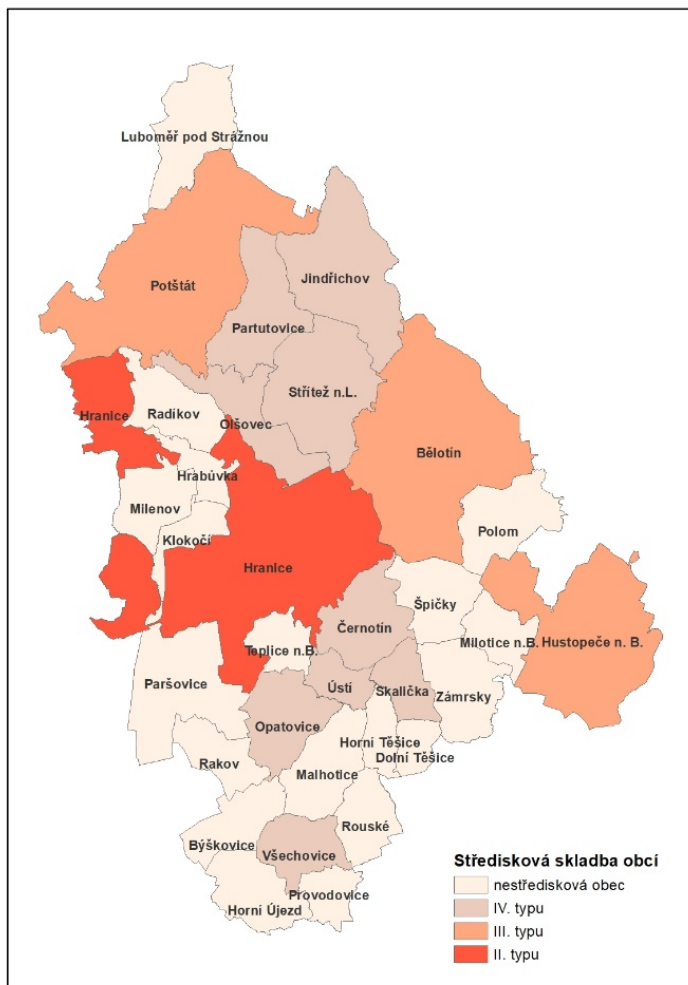 Luboměř pod Strážnou
Jindřichov
Potštát
Partutovice
Střítež n.L.
Hranice
Radíkov
Olšovec
Bělotín
Hrabůvka
Milenov
Polom
Klokočí
Hranice
Špičky
Černotín
Milotice n.B.
Hustopeče n. B.
Teplice n.B.
Paršovice
Ústí
Skalička
Zámrsky
Opatovice
Horní Těšice
Dolní Těšice
Rakov
Malhotice
Rouské
Býškovice
Všechovice
Provodovice
Horní Újezd
Středisková skladba obcí
nestředisková obec
IV. typu
III. typu
II. typu